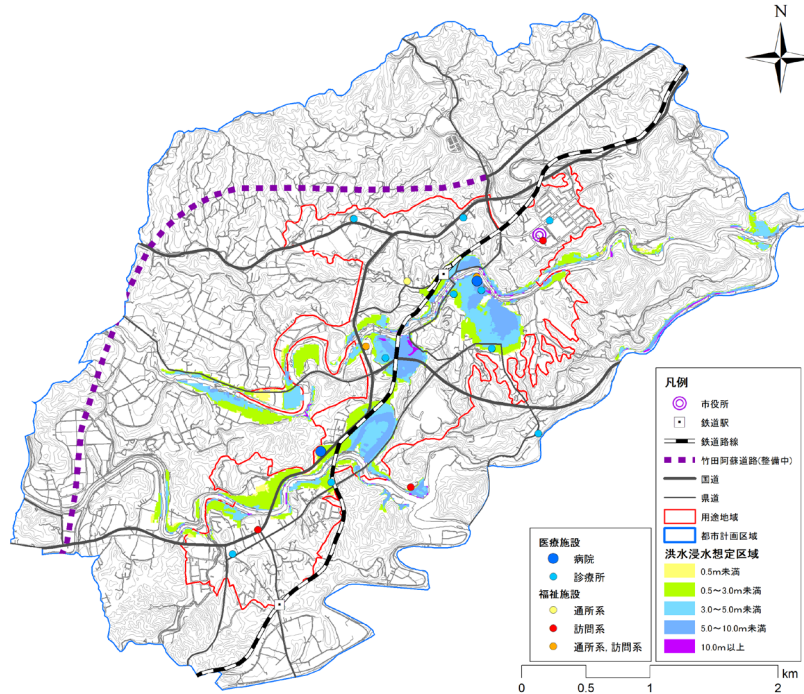 N
凡例
市役所
鉄道駅
鉄道路線
竹田阿蘇道路(整備中)
国道
県道
用途地域
都市計画区域
洪水浸水想定区域
0.5m未満
0.5～3.0m未満
3.0～5.0m未満
5.0～10.0m未満
10.0m以上
医療施設
病院
診療所
福祉施設
通所系
訪問系
通所系, 訪問系
km
0 0.5 1 2